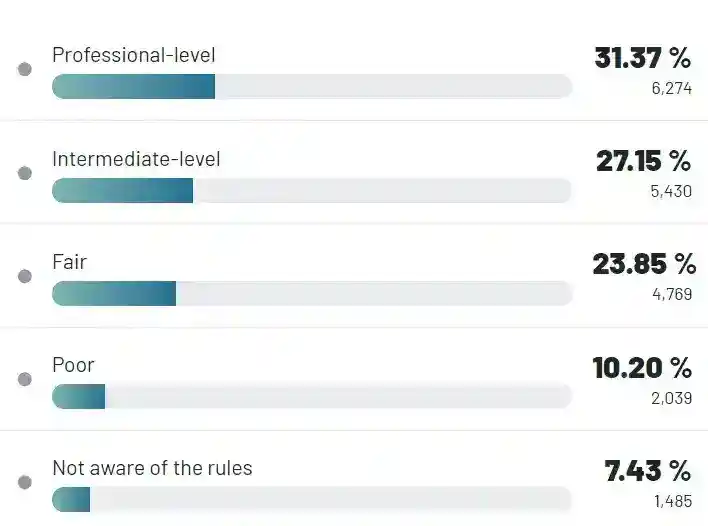 Professional-level
31.37 %
6,274
Intermediate-level
27.15 %
5,430
Fair
23.85 %
4,769
Poor
10.20 %
2,039
Not aware of the rules
7.43 %
1,485